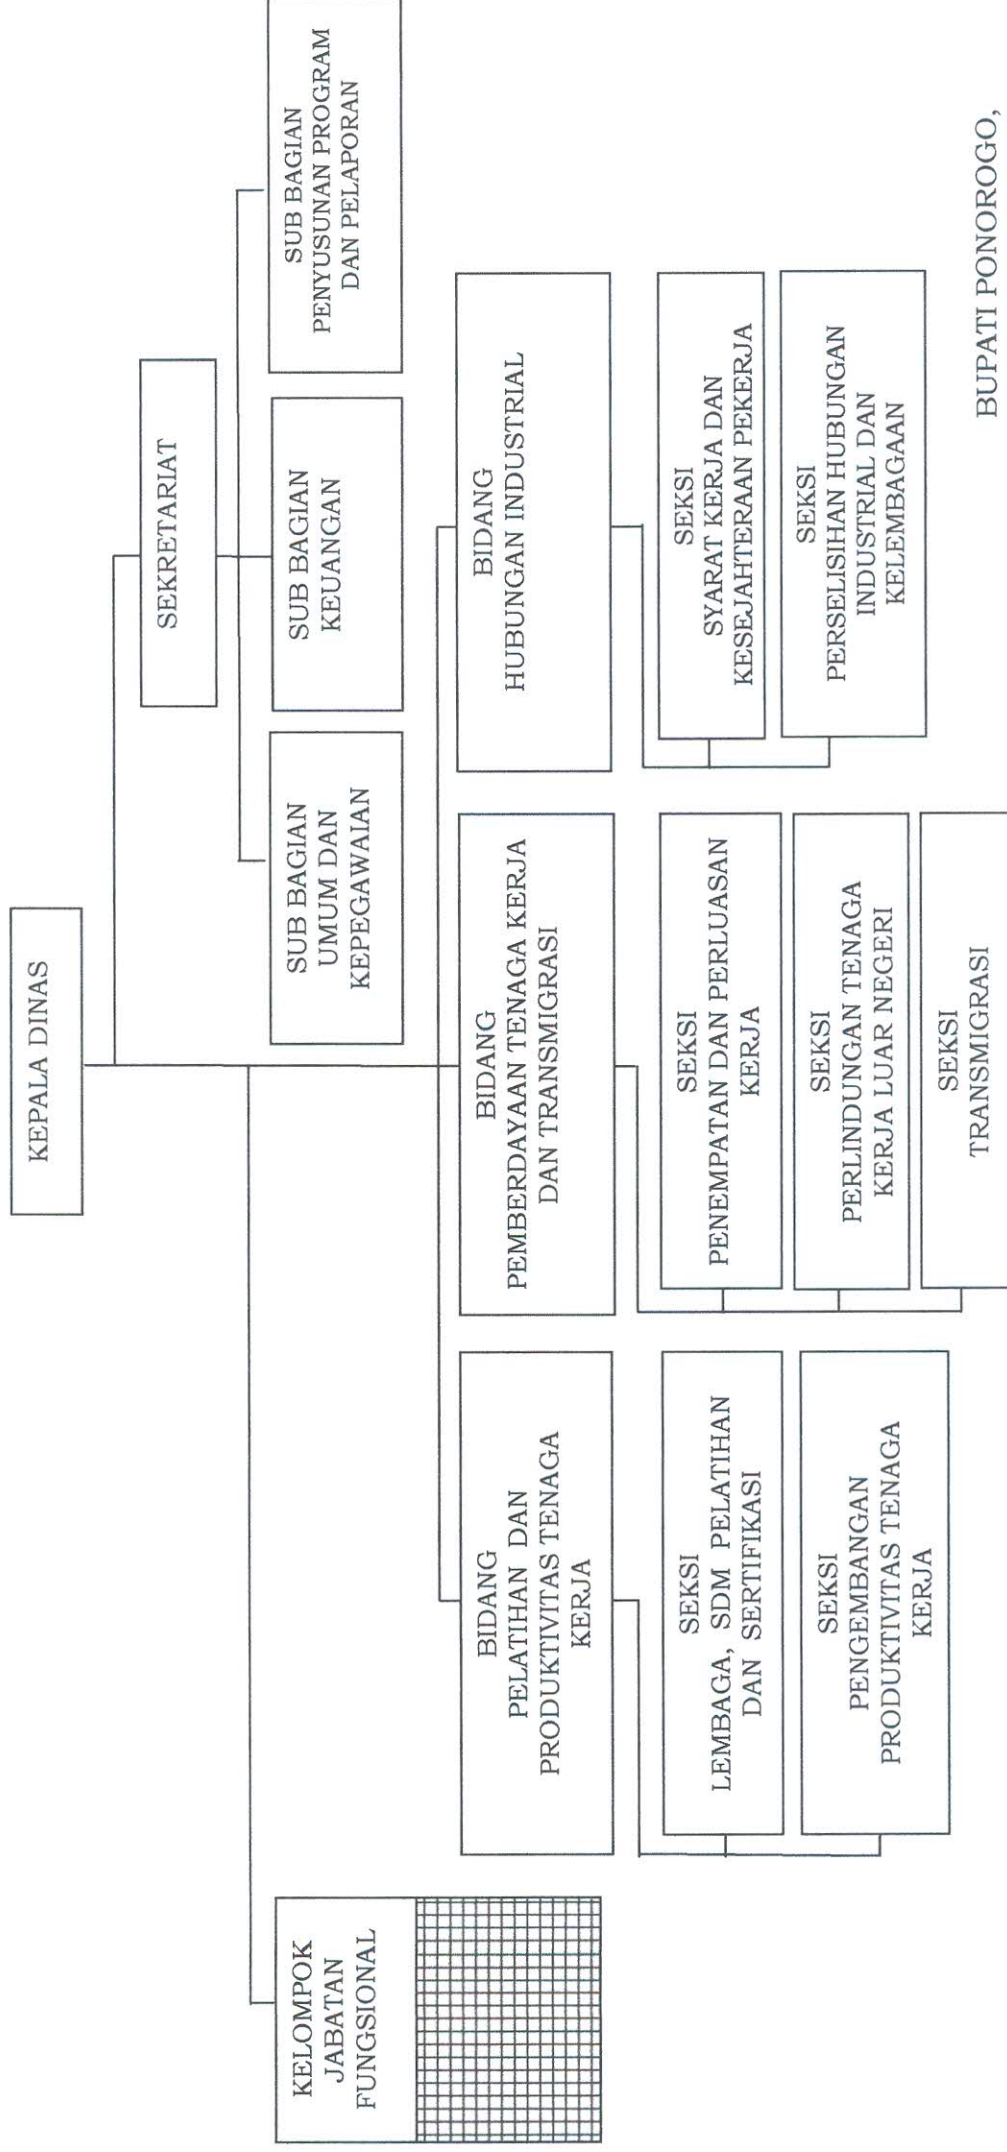 KEPALA DINAS
SEKRETARIAT
KELOMPOK
JABATAN
FUNGSIONAL
SUB BAGIAN
UMUM DAN
KEPEGAWAIAN
SUB BAGIAN
KEUANGAN
SUB BAGIAN
PENYUSUNAN PROGRAM
DAN PELAPORAN
BIDANG
PELATIHAN DAN
PRODUKTIVITAS TENAGA
KERJA
BIDANG
PEMBERDAYAAN TENAGA KERJA
DAN TRANSMIGRASI
BIDANG
HUBUNGAN INDUSTRIAL
SEKSI
LEMBAGA, SDM PELATIHAN
DAN SERTIFIKASI
SEKSI
PENGEMBANGAN
PRODUKTIVITAS TENAGA
KERJA
SEKSI
PENEMPATAN DAN PERLUASAN
KERJA
SEKSI
PERLINDUNGAN TENAGA
KERJA LUAR NEGERI
SEKSI
TRANSMIGRASI
SEKSI
SYARAT KERJA DAN
KESEJAHTERAAN PEKERJA
SEKSI
PERSELISIHAN HUBUNGAN
INDUSTRIAL DAN
KELEMBAGAAN
BUPATI PONOROGO,